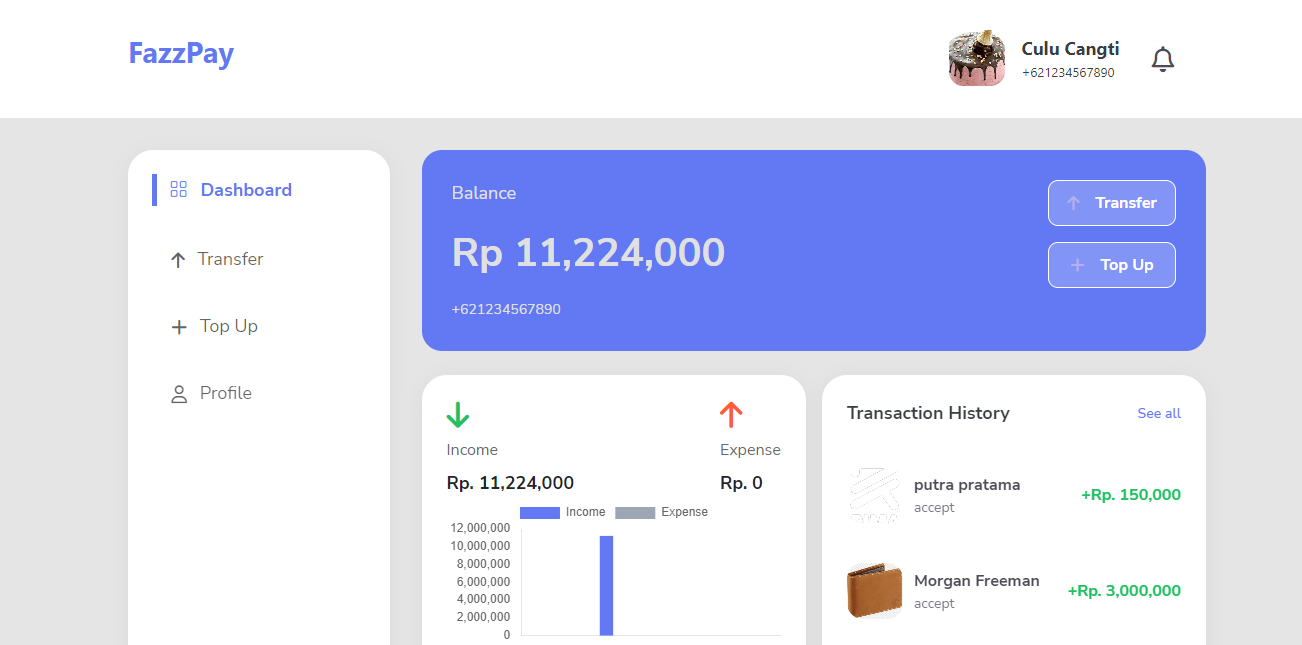 FazzPay
Culu Cangti
+621234567890
Dashboard
Transfer
Top Up
Profile
Balance
Rp 11,224,000
+621234567890
Transfer
Top Up
Income
Rp. 11,224,000
Expense
Rp. 0
Income
Expense
12,000,000
10,000,000
8,000,000
6,000,000
4,000,000
2,000,000
0
Transaction History
See all
putra pratama
accept
+Rp. 150,000
Morgan Freeman
accept
+Rp. 3,000,000